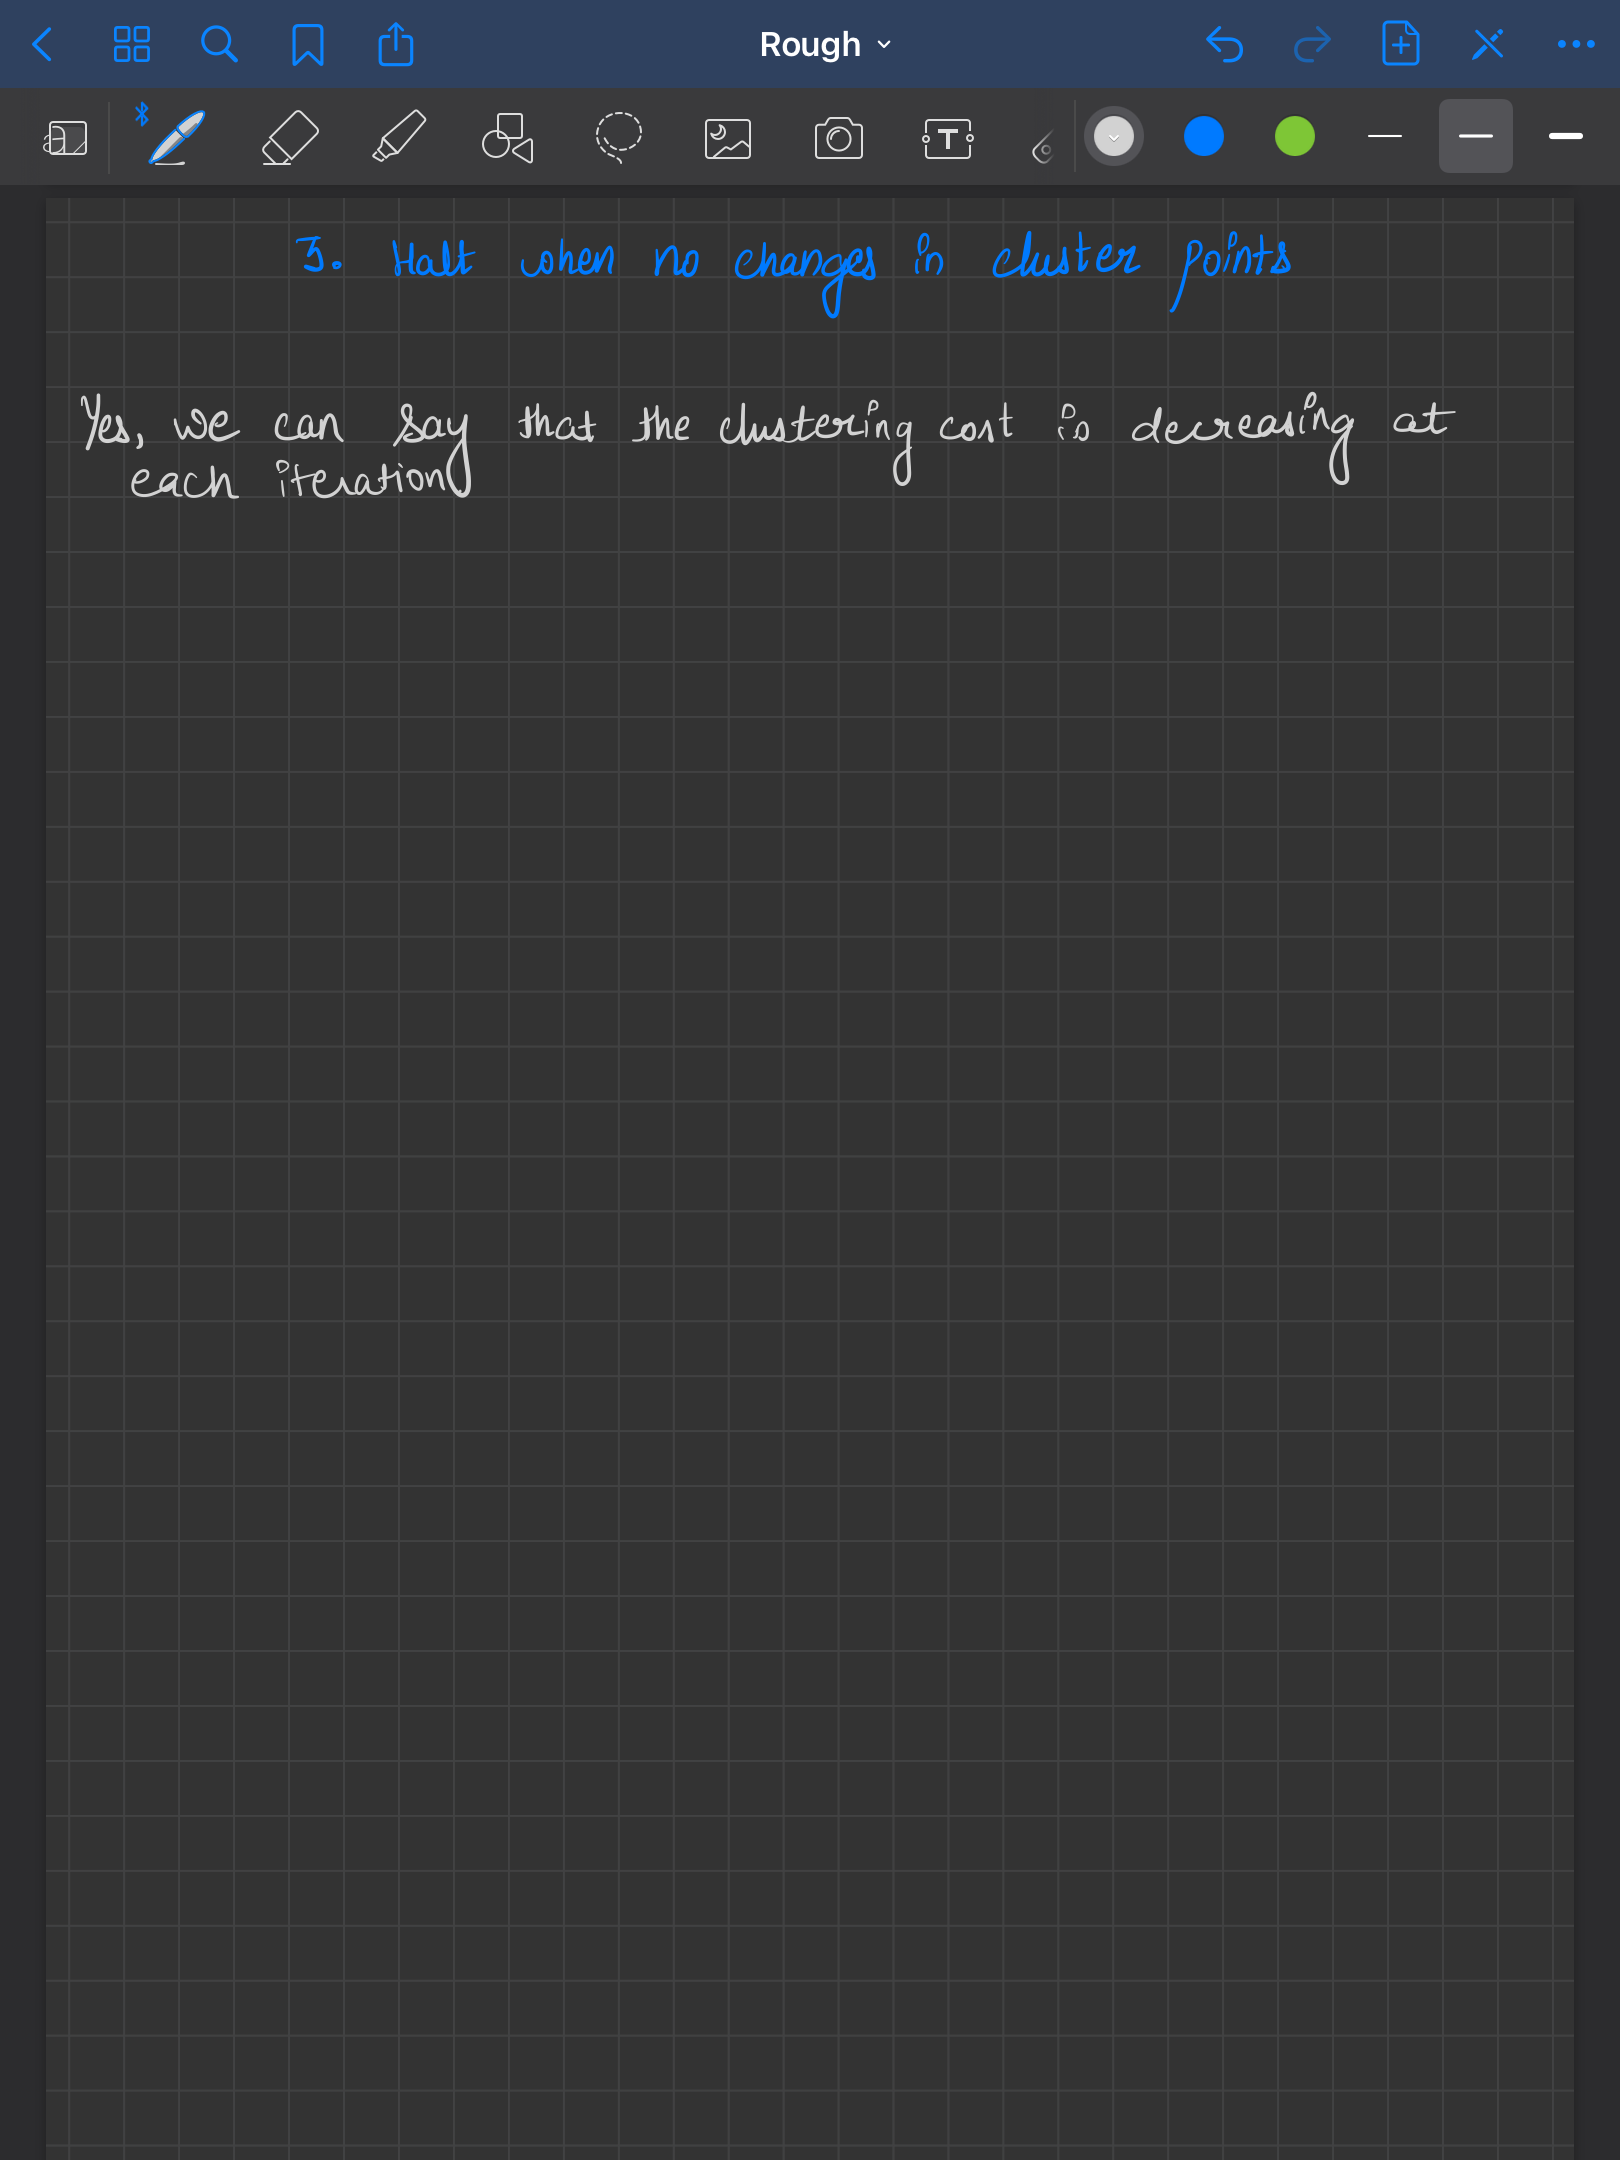 Rough
T
3. Halt when no changes in cluster points
Yes, we can say that the clustering cost is decreasing at
each iteration